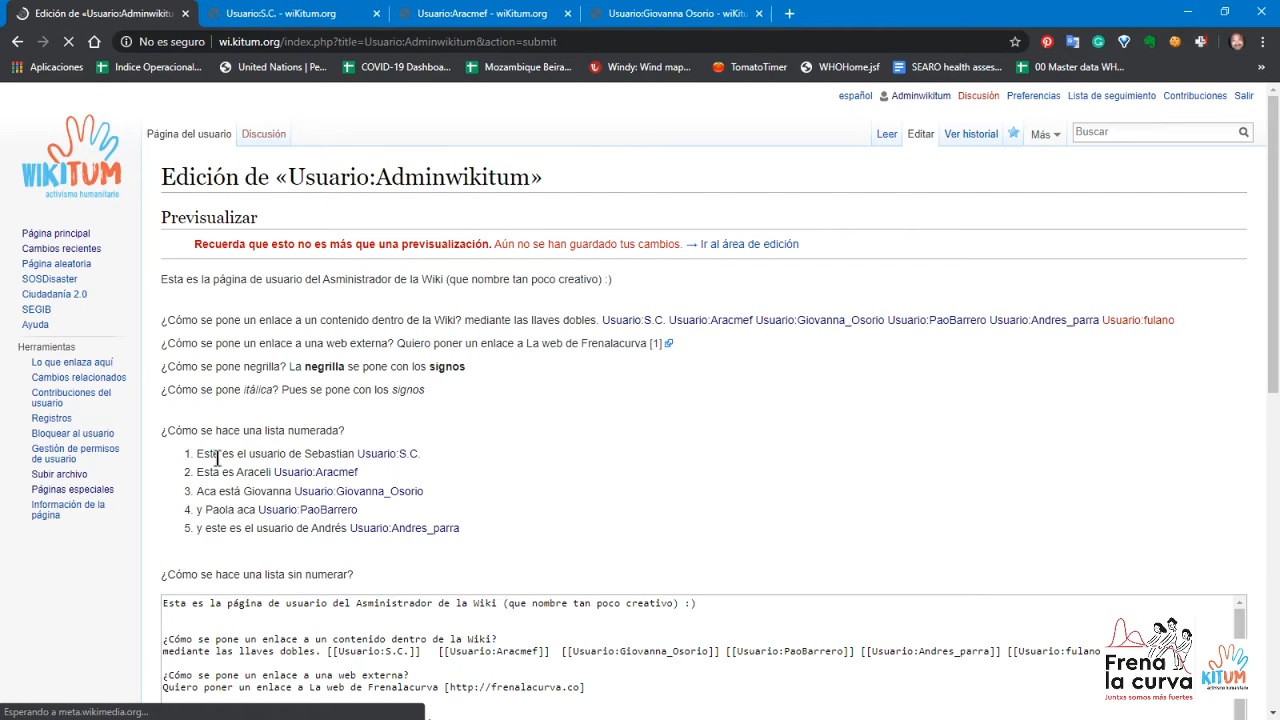 Edición de «Usuario:Adminwikitum
Usuario:S.C. - wiKitum.org
Usuario:Aracmef - wiKitum.org
Usuario:Giovanna Osorio - wiKit
No es seguro
wi.kitum.org/index.php?title=Usuario:Adminwikitum&action=submit
Aplicaciones
Indice Operacional...
United Nations | Pe...
COVID-19 Dashboa...
Mozambique Beira...
Windy: Wind map...
TomatoTimer
WHOHome.jsf
SEARO health asses...
00 Master data WH...
»
español Adminwikitum Discusión Preferencias Lista de seguimiento Contribuciones Salir
Página del usuario Discusión Leer Editar Ver historial Más Buscar
WIKITUM
activismo humanitario
Página principal
Cambios recientes
Página aleatoria
SOSDisaster
Ciudadanía 2.0
SEGIB
Ayuda
Herramientas
Lo que enlaza aquí
Cambios relacionados
Contribuciones del
usuario
Registros
Bloquear al usuario
Gestión de permisos
de usuario
Subir archivo
Páginas especiales
Información de la
página
Edición de «Usuario:Adminwikitum»
Previsualizar
Recuerda que esto no es más que una previsualización. Aún no se han guardado tus cambios. → Ir al área de edición
Esta es la página de usuario del Asministrador de la Wiki (que nombre tan poco creativo) :)
¿Cómo se pone un enlace a un contenido dentro de la Wiki? mediante las llaves dobles. Usuario:S.C. Usuario:Aracmef Usuario:Giovanna_Osorio Usuario:PaoBarrero Usuario:Andres_parra Usuario:fulano
¿Cómo se pone un enlace a una web externa? Quiero poner un enlace a La web de Frenalacurva [1]
¿Cómo se pone negrilla? La negrilla se pone con los signos
¿Cómo se pone itálica? Pues se pone con los signos
¿Cómo se hace una lista numerada?
1. Este es el usuario de Sebastian Usuario:S.C.
2. Esta es Araceli Usuario:Aracmef
3. Aca está Giovanna Usuario:Giovanna_Osorio
4. y Paola aca Usuario:PaoBarrero
5. y este es el usuario de Andrés Usuario:Andres_parra
¿Cómo se hace una lista sin numerar?
Esta es la página de usuario del Asministrador de la Wiki (que nombre tan poco creativo) :)
¿Cómo se pone un enlace a un contenido dentro de la Wiki?
mediante las llaves dobles. [[Usuario:S.C.]] [[Usuario:Aracmef]] [[Usuario:Giovanna_Osorio]] [[Usuario:PaoBarrero]] [[Usuario:Andres_parra]] [[Usuario:fulano
¿Cómo se pone un enlace a una web externa?
Quiero poner un enlace a La web de Frenalacurva [http://frenalacurva.co]
Frena
la curva
Juntxs somos más fuertes
WIKITUM
activismo humanitario
Esperando a meta.wikimedia.org...